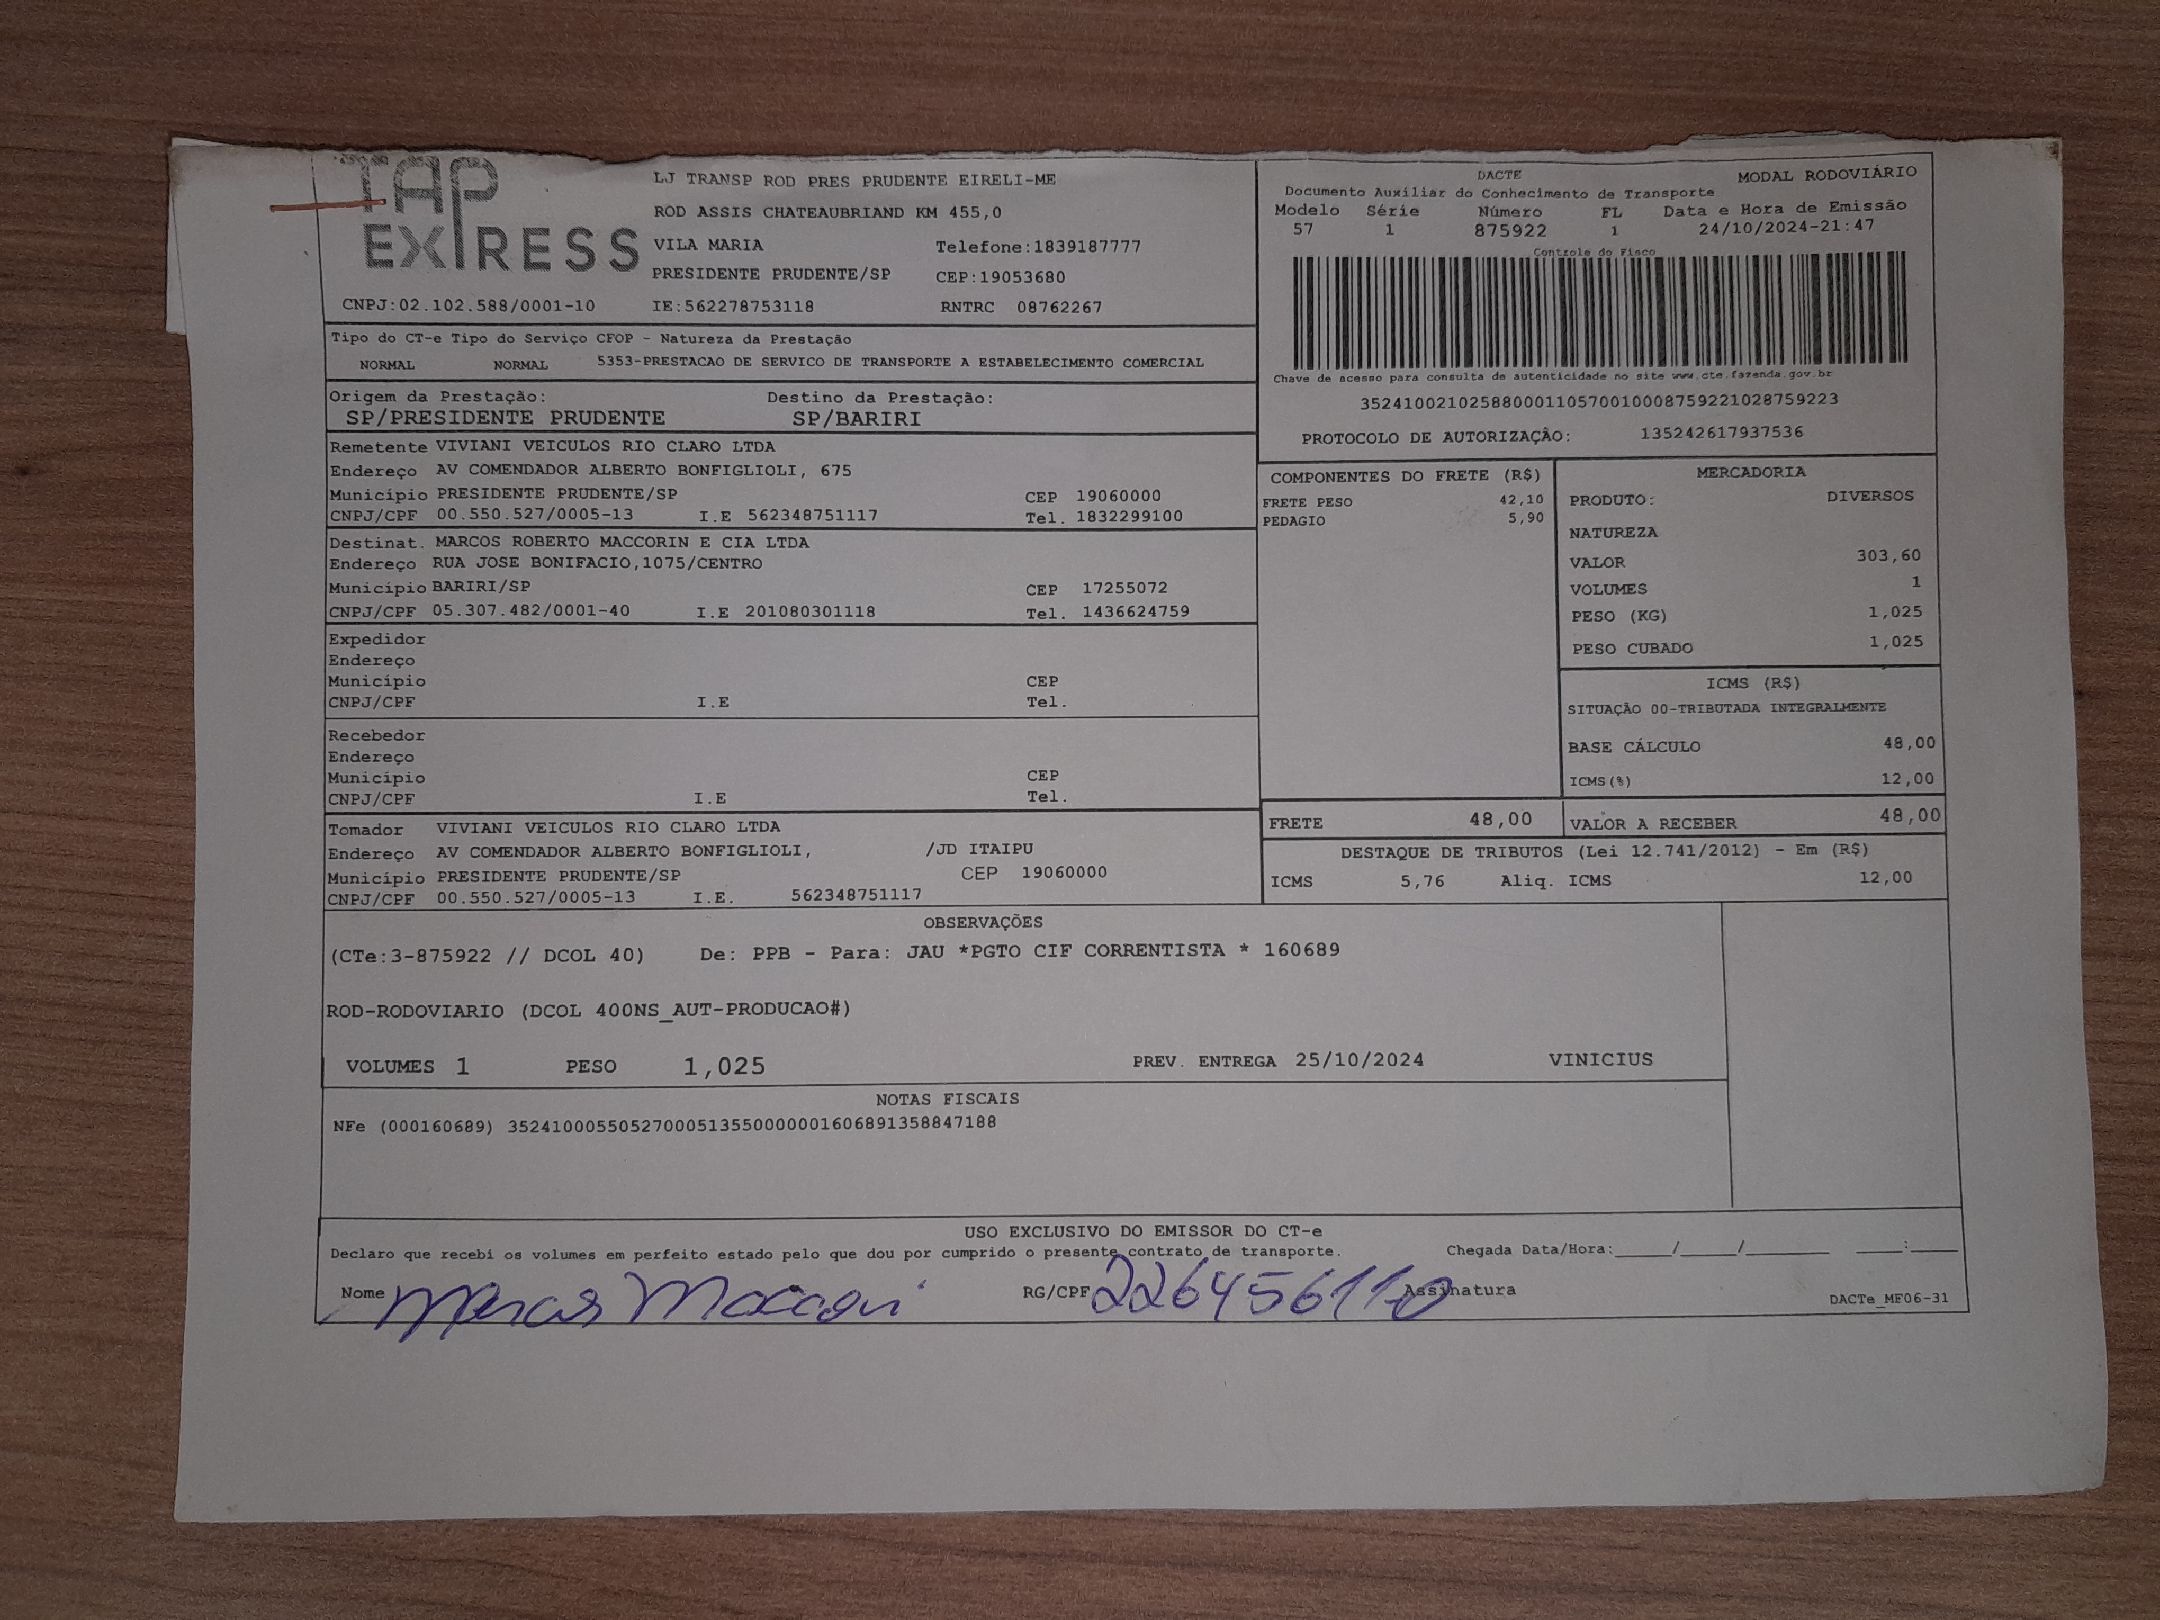 TAP
EXPRESS
LJ TRANSP ROD PRES PRUDENTE EIRELI-ME
ROD ASSIS CHATEAUBRIAND KM 455,0
VILA MARIA Telefone:1839187777
PRESIDENTE PRUDENTE/SP CEP:19053680
CNPJ:02.102.588/0001-10 IE:562278753118 RNTRC 08762267
DACTE MODAL RODOVIÁRIO
Documento Auxiliar do Conhecimento de Transporte
Modelo Série Número FL Data e Hora de Emissão
57 1 875922 1 24/10/2024-21:47
Controle do Fisco
Chave de acesso para consulta de autenticidade no site www.cte.fazenda.gov.br
35241002102588000110570010008759221028759223
PROTOCOLO DE AUTORIZAÇÃO: 135242617937536
Tipo do CT-e Tipo do Serviço CFOP - Natureza da Prestação
NORMAL NORMAL 5353-PRESTACAO DE SERVICO DE TRANSPORTE A ESTABELECIMENTO COMERCIAL
Origem da Prestação: Destino da Prestação:
SP/PRESIDENTE PRUDENTE SP/BARIRI
Remetente VIVIANI VEICULOS RIO CLARO LTDA
Endereço AV COMENDADOR ALBERTO BONFIGLIOLI, 675
Município PRESIDENTE PRUDENTE/SP CEP 19060000
CNPJ/CPF 00.550.527/0005-13 I.E 562348751117 Tel. 1832299100
Destinat. MARCOS ROBERTO MACCORIN E CIA LTDA
Endereço RUA JOSE BONIFACIO,1075/CENTRO
Município BARIRI/SP CEP 17255072
CNPJ/CPF 05.307.482/0001-40 I.E 201080301118 Tel. 1436624759
Expedidor
Endereço
Município CEP
CNPJ/CPF I.E Tel.
Recebedor
Endereço
Município CEP
CNPJ/CPF I.E Tel.
Tomador VIVIANI VEICULOS RIO CLARO LTDA
Endereço AV COMENDADOR ALBERTO BONFIGLIOLI, /JD ITAIPU
Município PRESIDENTE PRUDENTE/SP CEP 19060000
CNPJ/CPF 00.550.527/0005-13 I.E. 562348751117
COMPONENTES DO FRETE (R$)
FRETE PESO 42,10
PEDAGIO 5,90
MERCADORIA
PRODUTO: DIVERSOS
NATUREZA
VALOR 303,60
VOLUMES 1
PESO (KG) 1,025
PESO CUBADO 1,025
ICMS (R$)
SITUAÇÃO 00-TRIBUTADA INTEGRALMENTE
BASE CÁLCULO 48,00
ICMS(%) 12,00
FRETE 48,00 VALOR A RECEBER 48,00
DESTAQUE DE TRIBUTOS (Lei 12.741/2012) - Em (R$)
ICMS 5,76 Aliq. ICMS 12,00
OBSERVAÇÕES
(CTe:3-875922 // DCOL 40) De: PPB - Para: JAU *PGTO CIF CORRENTISTA * 160689
ROD-RODOVIARIO (DCOL 400NS_AUT-PRODUCAO#)
VOLUMES 1 PESO 1,025 PREV. ENTREGA 25/10/2024 VINICIUS
NOTAS FISCAIS
NFe (000160689) 35241000550527000513550000001606891358847188
USO EXCLUSIVO DO EMISSOR DO CT-e
Declaro que recebi os volumes em perfeito estado pelo que dou por cumprido o presente contrato de transporte. Chegada Data/Hora:_____/_____/________ ____:____
Nome RG/CPF Assinatura DACTe_MF06-31